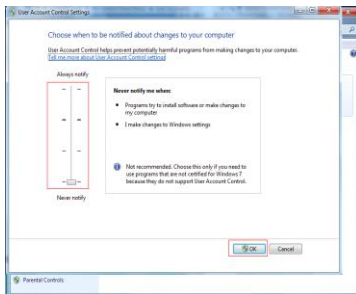 User Account Control Settings
Choose when to be notified about changes to your computer
User Account Control helps prevent potentially harmful programs from making changes to your computer.
Tell me more about User Account Control settings
Always notify
Never notify me when:
Programs try to install software or make changes to
my computer
I make changes to Windows settings
Not recommended. Choose this only if you need to
use programs that are not certified for Windows 7
because they do not support User Account Control.
Never notify
OK
Cancel
Parental Controls